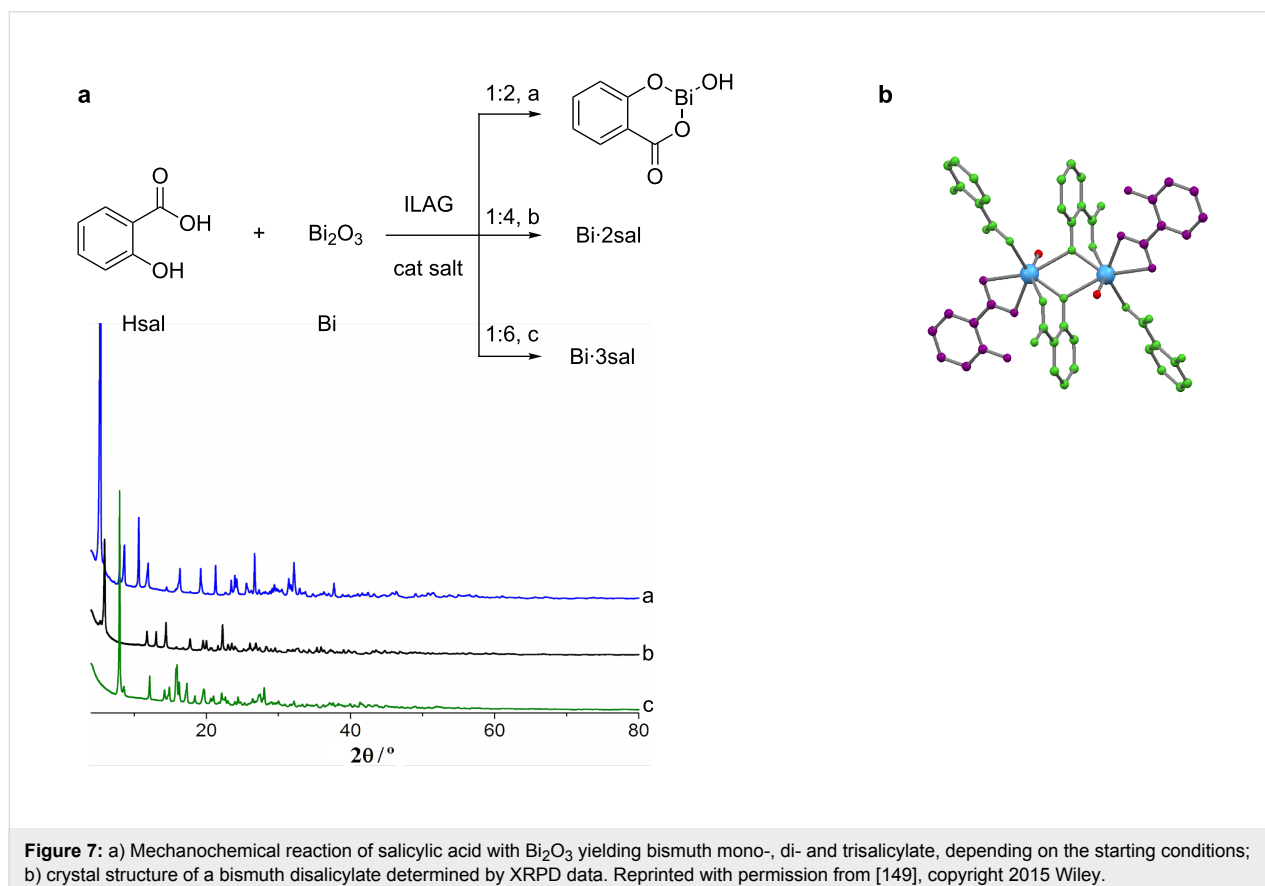 a
b
O
Bi
OH
O
O
1:2, a
O
OH
OH
+
Bi₂O₃
ILAG
cat salt
1:4, b
Bi·2sal
1:6, c
Bi·3sal
Hsal
Bi
a
b
c
20
40
60
80
2θ / º
Figure 7: a) Mechanochemical reaction of salicylic acid with Bi₂O₃ yielding bismuth mono-, di- and trisalicylate, depending on the starting conditions;
b) crystal structure of a bismuth disalicylate determined by XRPD data. Reprinted with permission from [149], copyright 2015 Wiley.